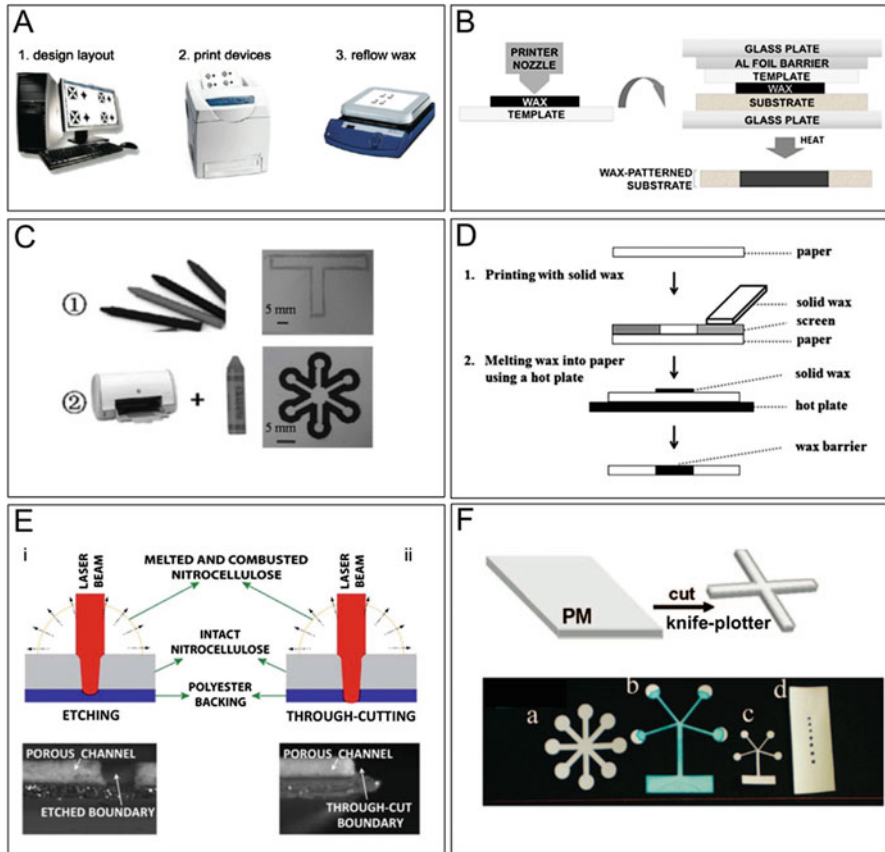 A
1. design layout
2. print devices
3. reflow wax
B
PRINTER
NOZZLE
WAX
TEMPLATE
GLASS PLATE
AL FOIL BARRIER
TEMPLATE
WAX
SUBSTRATE
GLASS PLATE
HEAT
WAX-PATTERNED
SUBSTRATE
C
①
5 mm
②
+
5 mm
D
paper
1. Printing with solid wax
solid wax
screen
paper
2. Melting wax into paper
using a hot plate
solid wax
hot plate
wax barrier
E
i
LASER
BEAM
MELTED AND COMBUSTED
NITROCELLULOSE
LASER
BEAM
ii
INTACT
NITROCELLULOSE
POLYESTER
BACKING
ETCHING
THROUGH-CUTTING
POROUS CHANNEL
ETCHED BOUNDARY
POROUS CHANNEL
THROUGH-CUT
BOUNDARY
F
PM
cut
knife-plotter
a
b
c
d